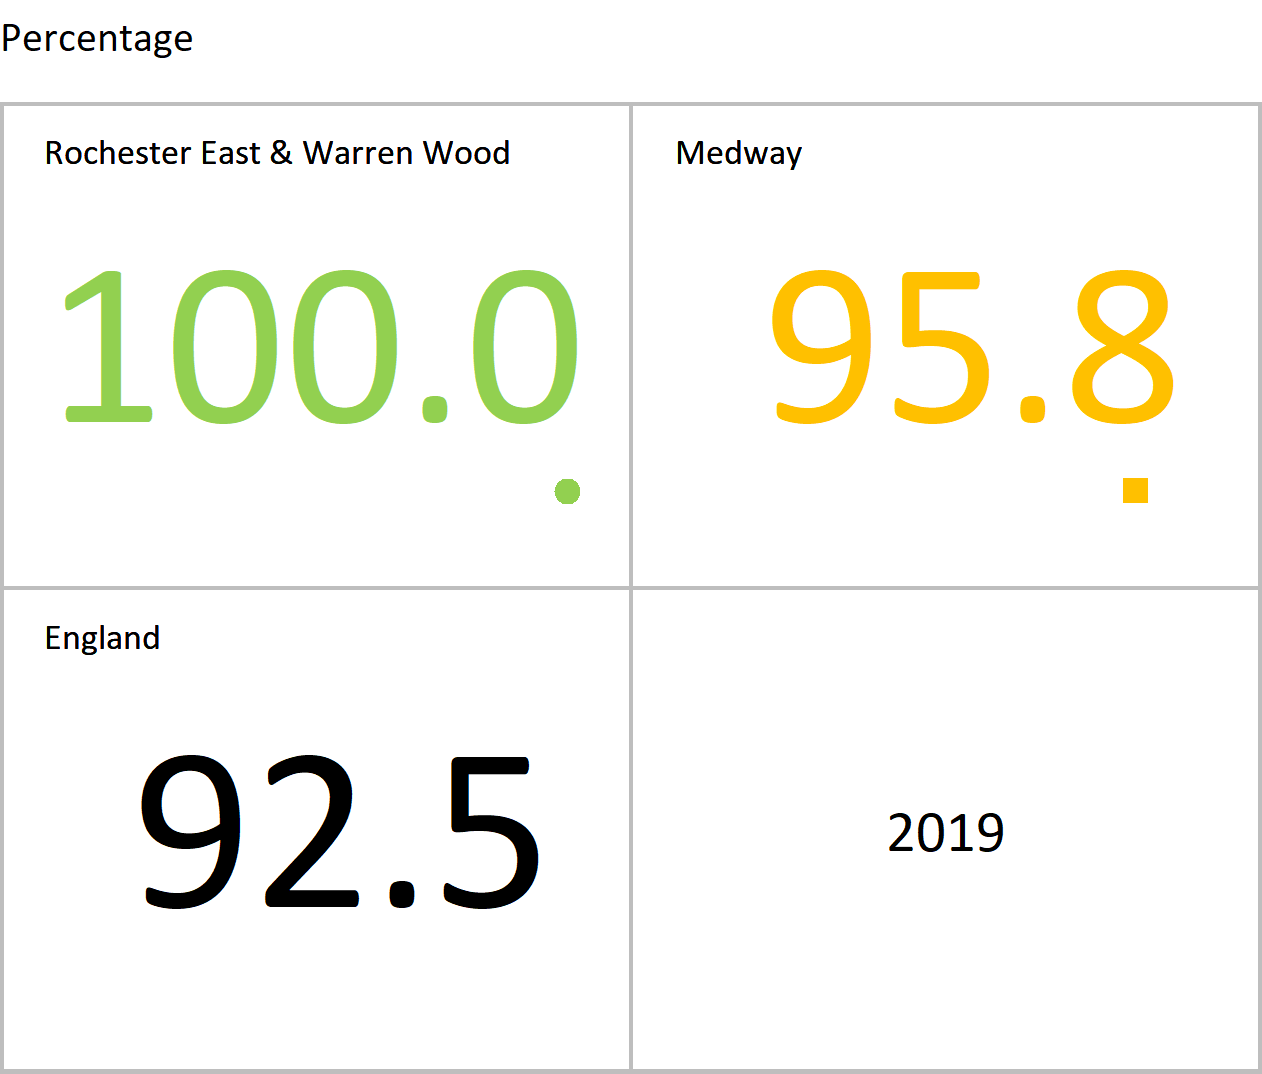 Percentage
Rochester East & Warren Wood
100.0
Medway
95.8
England
92.5
2019